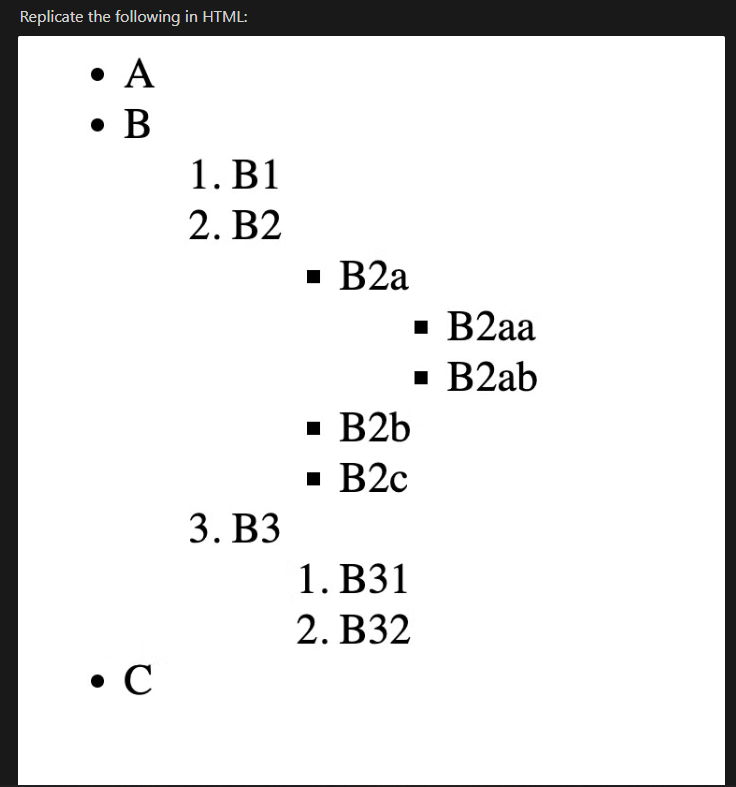 Replicate the following in HTML:
• A
• B
1. B1
2. B2
▪ B2a
▪ B2aa
▪ B2ab
▪ B2b
▪ B2c
3. B3
1. B31
2. B32
• C